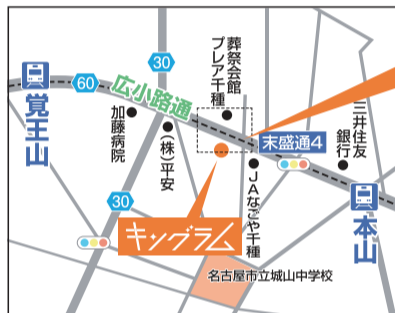 30
葬祭会館
プレア千種
60
広小路通
覚王山
加藤病院
(株)平安
末盛通4
三井住友
銀行
JAなごや千種
本山
30
キングラム
名古屋市立城山中学校